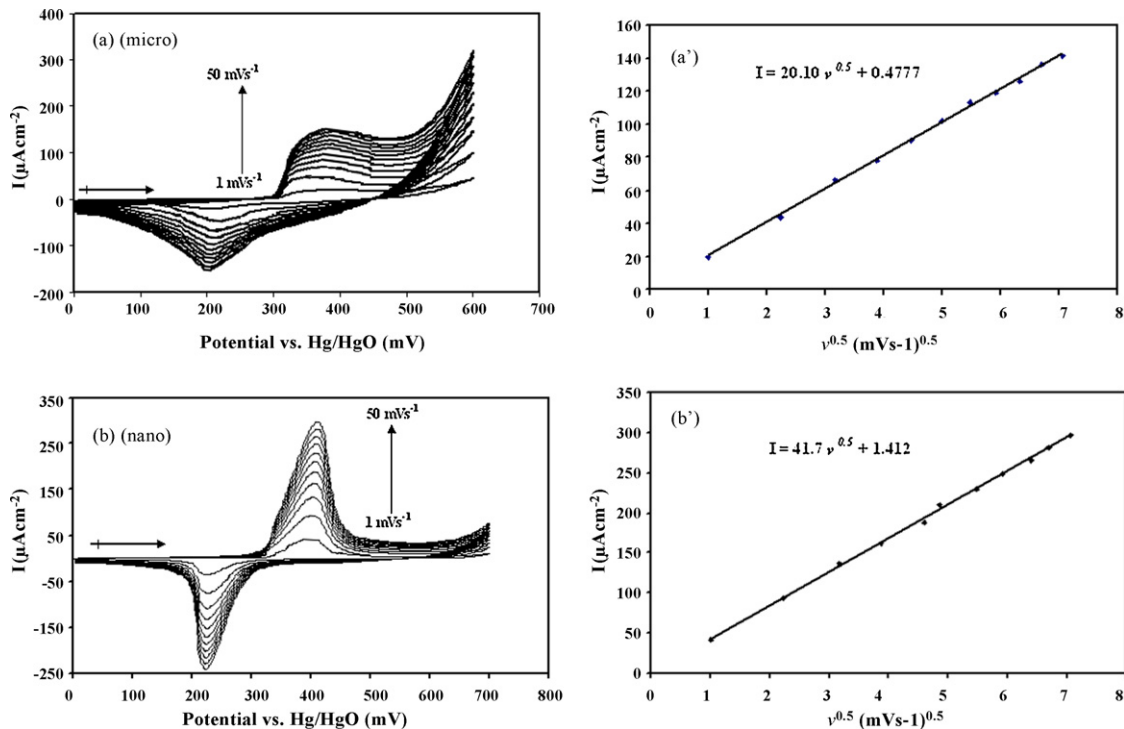 (a) (micro)
400
300
200
100
0
-100
-200
I(µAcm⁻²)
50 mVs⁻¹
1 mVs⁻¹
0 100 200 300 400 500 600 700
Potential vs. Hg/HgO (mV)
(a')
160
140
120
100
80
60
40
20
0
I(µAcm⁻²)
I = 20.10 ν^0.5 + 0.4777
0 1 2 3 4 5 6 7 8
ν^0.5 (mVs-1)^0.5
(b) (nano)
350
250
150
50
-50
-150
-250
I(µAcm⁻²)
50 mVs⁻¹
1 mVs⁻¹
0 100 200 300 400 500 600 700 800
Potential vs. Hg/HgO (mV)
(b')
350
300
250
200
150
100
50
0
I(µAcm⁻²)
I = 41.7 ν^0.5 + 1.412
0 1 2 3 4 5 6 7 8
ν^0.5 (mVs-1)^0.5